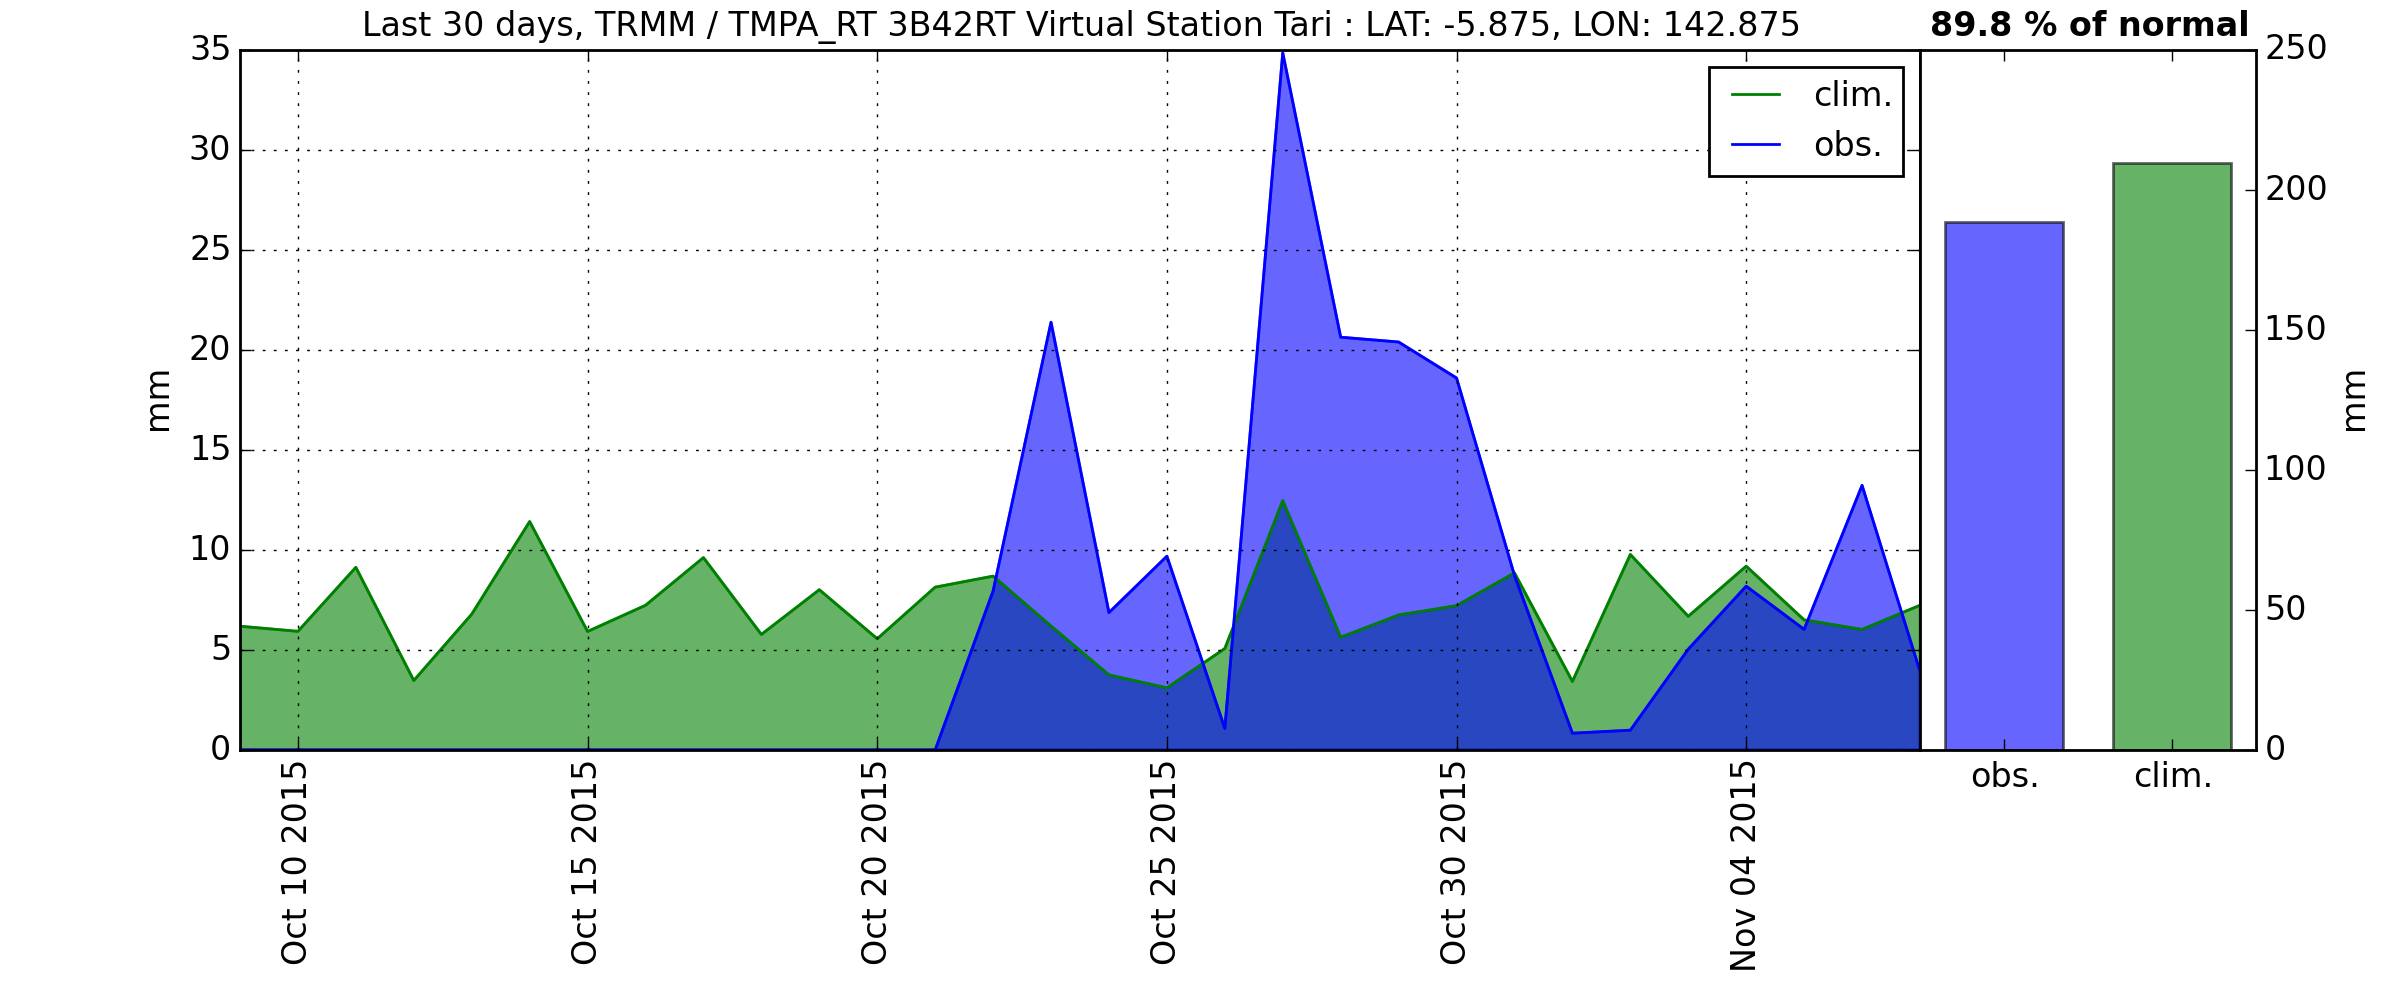 Last 30 days, TRMM / TMPA_RT 3B42RT Virtual Station Tari : LAT: -5.875, LON: 142.875
89.8 % of normal
35
30
25
20
15
10
5
0
mm
clim.
obs.
Oct 10 2015
Oct 15 2015
Oct 20 2015
Oct 25 2015
Oct 30 2015
Nov 04 2015
250
200
150
100
50
0
mm
obs.
clim.